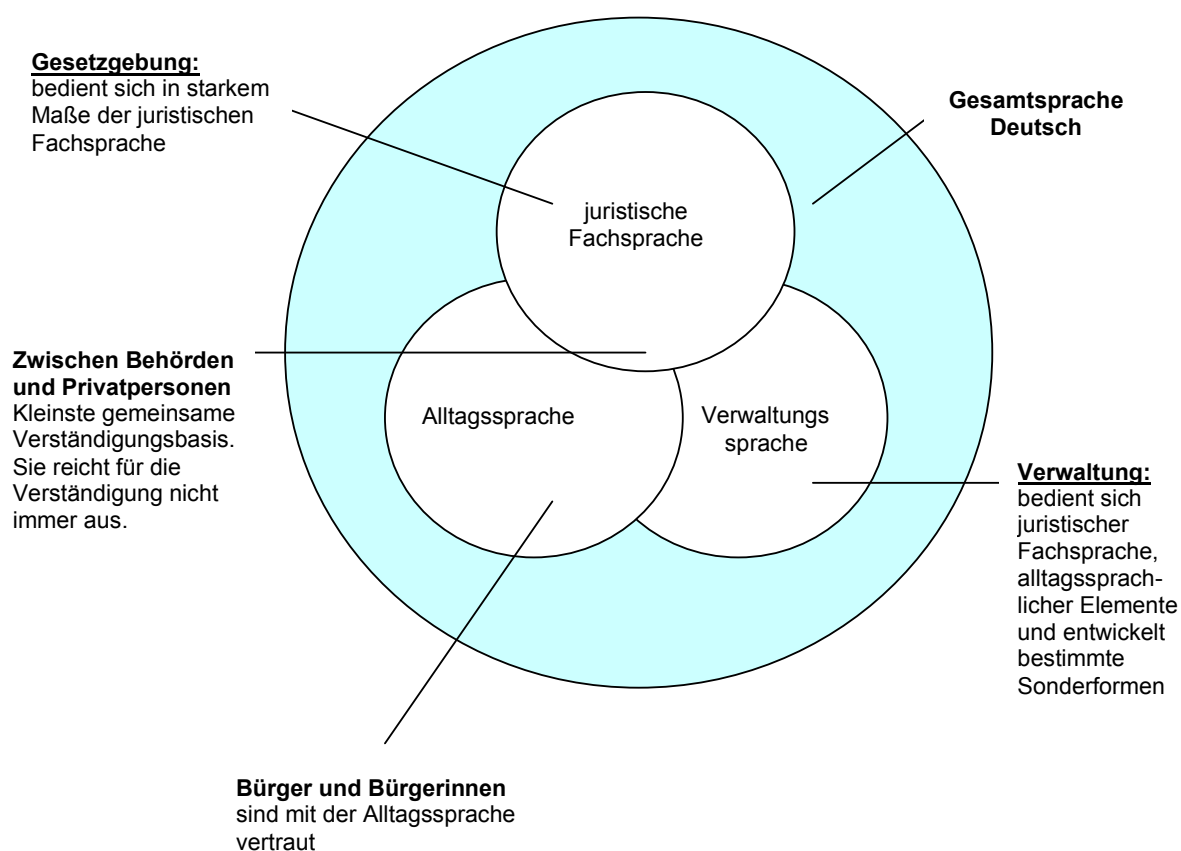 Gesetzgebung:
bedient sich in starkem
Maße der juristischen
Fachsprache
Gesamtsprache
Deutsch
juristische
Fachsprache
Zwischen Behörden
und Privatpersonen
Kleinste gemeinsame
Verständigungsbasis.
Sie reicht für die
Verständigung nicht
immer aus.
Alltagssprache
Verwaltungs
sprache
Verwaltung:
bedient sich
juristischer
Fachsprache,
alltagssprach-
licher Elemente
und entwickelt
bestimmte
Sonderformen
Bürger und Bürgerinnen
sind mit der Alltagssprache
vertraut